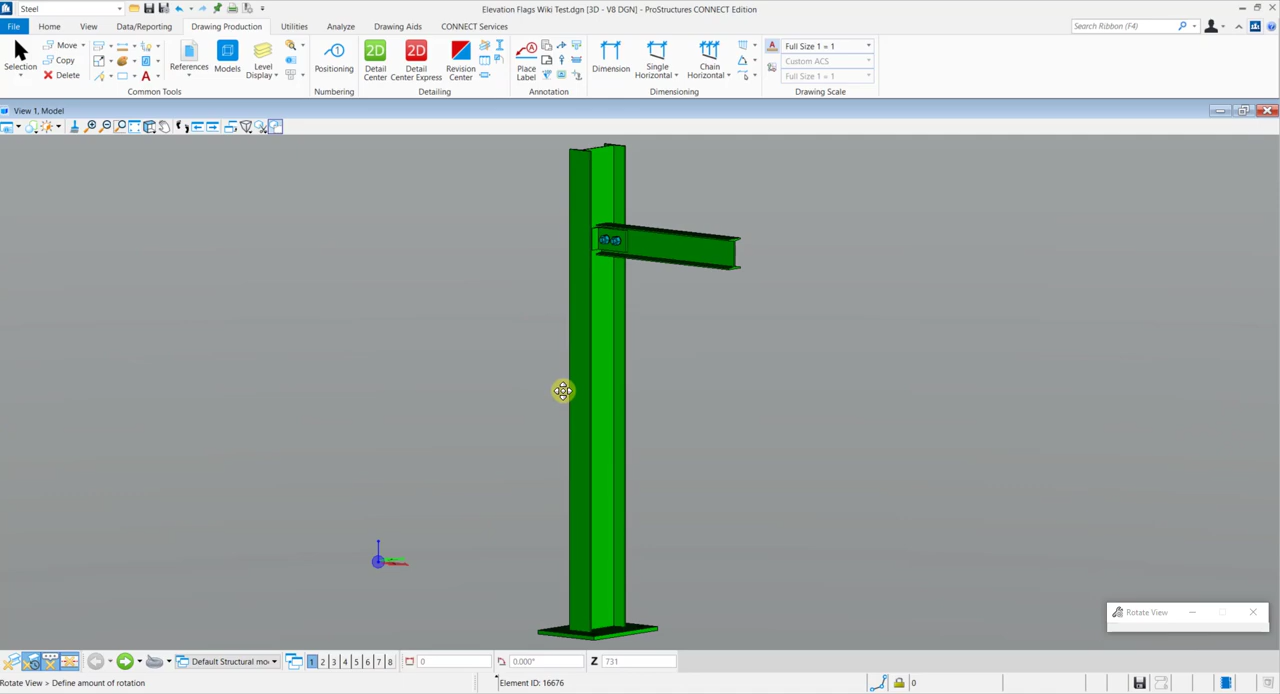 Steel
Elevation Flags Wiki Test.dgn [3D - V8 DGN] - ProStructures CONNECT Edition
File
Home
View
Data/Reporting
Drawing Production
Utilities
Analyze
Drawing Aids
CONNECT Services
Search Ribbon (F4)
Selection
Move
Copy
Delete
Common Tools
References
Models
Level
Display
Positioning
Numbering
2D
Detail
Center
2D
Detail
Center Express
Revision
Center
Detailing
Place
Label
Annotation
Dimension
Single
Horizontal
Chain
Horizontal
Dimensioning
Full Size 1 = 1
Custom ACS
Full Size 1 = 1
Drawing Scale
View 1, Model
Rotate View
Default Structural mo
1 2 3 4 5 6 7 8
0
0.000°
Z 731
Rotate View > Define amount of rotation
Element ID: 16676
0